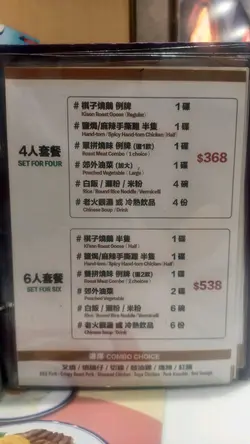 4人套餐
SET FOR FOUR
# 棋子燒鵝 例牌 1 碟
Kisan Roast Goose (Regular)
# 鹽焗/麻辣手撕雞 半隻 1 碟
Hand-torn / Spicy Hand-torn Chicken (Half)
# 雙拼燒味 例牌 (選2款) 1 碟
Roast Meat Combo
# 郊外油菜 (加大) 1 碟
Poached Vegetable (Large)
# 白飯 / 瀨粉 / 米粉 4 碗
Rice / Round Rice Noodle / Vermicelli
# 老火靚湯 或 冷熱飲品 4 份
Chinese Soup / Drink
$368
6人套餐
SET FOR SIX
# 棋子燒鵝 半隻 1 碟
Kisan Roast Goose (Half)
# 鹽焗/麻辣手撕雞 半隻 1 碟
Hand-torn / Spicy Hand-torn Chicken (Half)
# 雙拼燒味 例牌 (選2款) 1 碟
Roast Meat Combo
# 郊外油菜 2 碟
Poached Vegetable
# 白飯 / 瀨粉 / 米粉 6 碗
Rice / Round Rice Noodle / Vermicelli
# 老火靚湯 或 冷熱飲品 6 份
Chinese Soup / Drink
$538
選擇 COMBO CHOICE